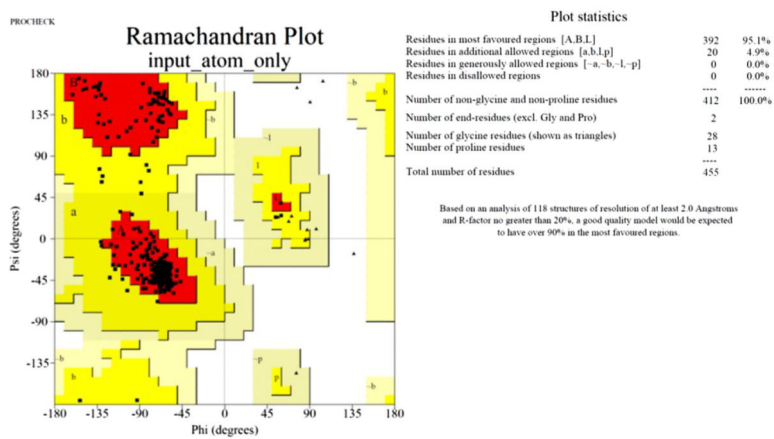 PROCHECK
Ramachandran Plot
input_atom_only
B
b
~b
~b
b
~l
l
L
a
A
~a
~b
b
~p
p
~b
180
135
90
45
0
-45
-90
-135
-180
-135
-90
-45
0
45
90
135
180
Psi (degrees)
Phi (degrees)
Plot statistics
Residues in most favoured regions [A,B,L] 392 95.1%
Residues in additional allowed regions [a,b,l,p] 20 4.9%
Residues in generously allowed regions [~a,~b,~l,~p] 0 0.0%
Residues in disallowed regions 0 0.0%
---- ------
Number of non-glycine and non-proline residues 412 100.0%
Number of end-residues (excl. Gly and Pro) 2
Number of glycine residues (shown as triangles) 28
Number of proline residues 13
----
Total number of residues 455
Based on an analysis of 118 structures of resolution of at least 2.0 Angstroms
and R-factor no greater than 20%, a good quality model would be expected
to have over 90% in the most favoured regions.